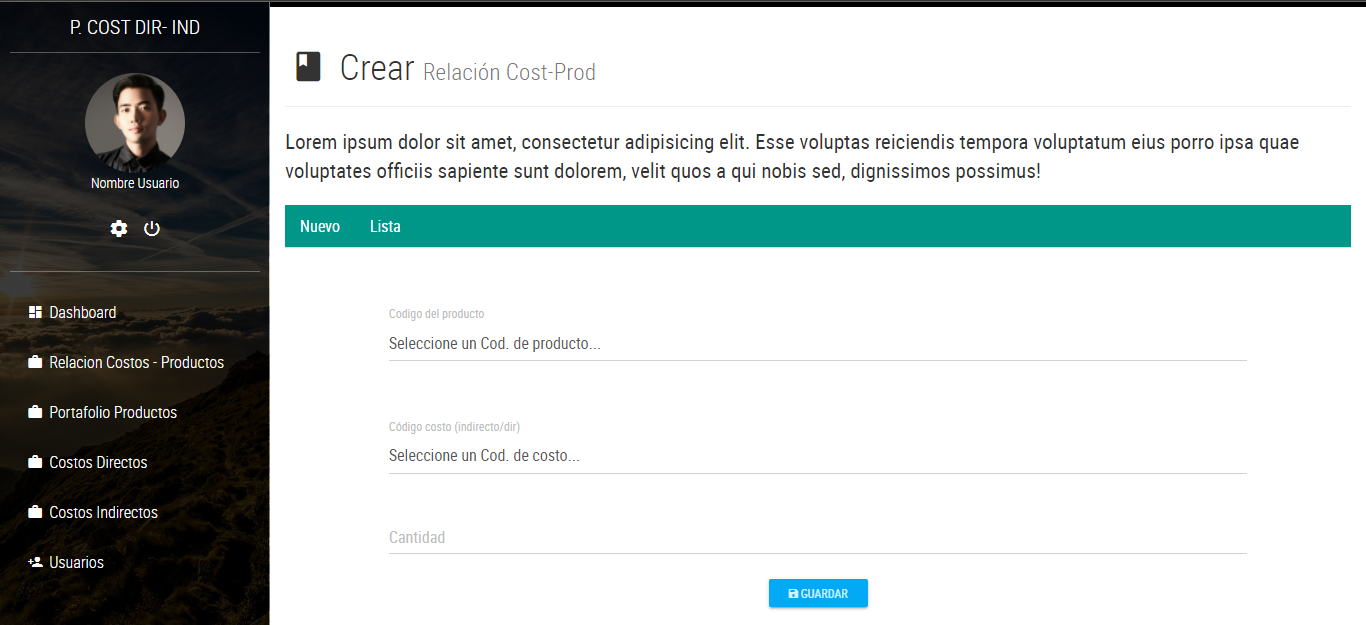 P. COST DIR- IND
Nombre Usuario
Dashboard
Relacion Costos - Productos
Portafolio Productos
Costos Directos
Costos Indirectos
Usuarios
Crear Relación Cost-Prod
Lorem ipsum dolor sit amet, consectetur adipisicing elit. Esse voluptas reiciendis tempora voluptatum eius porro ipsa quae
voluptates officiis sapiente sunt dolorem, velit quos a qui nobis sed, dignissimos possimus!
Nuevo Lista
Codigo del producto
Seleccione un Cod. de producto...
Código costo (indirecto/dir)
Seleccione un Cod. de costo...
Cantidad
GUARDAR